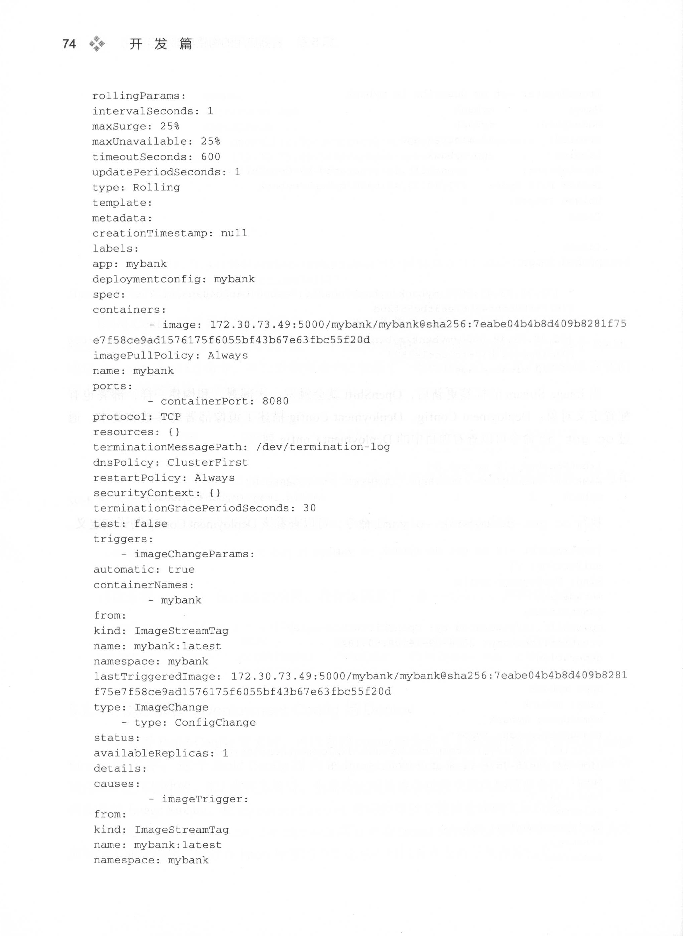 74 开 发 篇
rollingParams:
intervalSeconds: 1
maxSurge: 25%
maxUnavailable: 25%
timeoutSeconds: 600
updatePeriodSeconds: 1
type: Rolling
template:
metadata:
creationTimestamp: null
labels:
app: mybank
deploymentconfig: mybank
spec:
containers:
- image: 172.30.73.49:5000/mybank/mybank@sha256:7eabe04b4b8d409b8281f75
e7f58ce9ad1576175f6055bf43b67e63fbc55f20d
imagePullPolicy: Always
name: mybank
ports:
- containerPort: 8080
protocol: TCP
resources: {}
terminationMessagePath: /dev/termination-log
dnsPolicy: ClusterFirst
restartPolicy: Always
securityContext: {}
terminationGracePeriodSeconds: 30
test: false
triggers:
- imageChangeParams:
automatic: true
containerNames:
- mybank
from:
kind: ImageStreamTag
name: mybank:latest
namespace: mybank
lastTriggeredImage: 172.30.73.49:5000/mybank/mybank@sha256:7eabe04b4b8d409b8281
f75e7f58ce9ad1576175f6055bf43b67e63fbc55f20d
type: ImageChange
- type: ConfigChange
status:
availableReplicas: 1
details:
causes:
- imageTrigger:
from:
kind: ImageStreamTag
name: mybank:latest
namespace: mybank